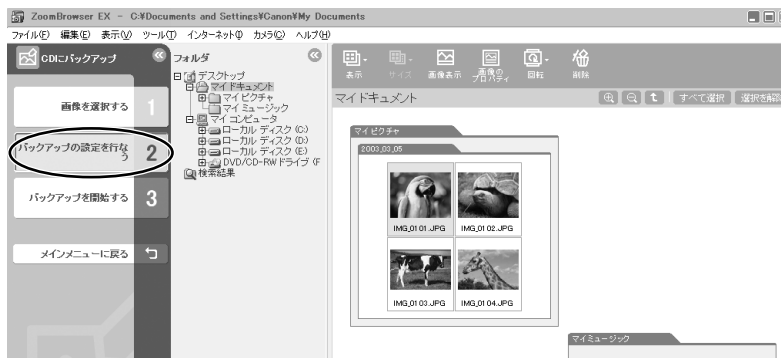 ZoomBrowser EX - C:¥Documents and Settings¥Canon¥My Documents
ファイル(F) 編集(E) 表示(V) ツール(T) インターネット(I) カメラ(C) ヘルプ(H)
CDにバックアップ
画像を選択する 1
バックアップの設定を行なう 2
バックアップを開始する 3
メインメニューに戻る
フォルダ
デスクトップ
マイドキュメント
マイピクチャ
マイミュージック
マイコンピュータ
ローカル ディスク (C:)
ローカル ディスク (D:)
ローカル ディスク (E:)
DVD/CD-RW ドライブ (F
検索結果
表示 サイズ 画像表示 画像のプロパティ 回転 削除
マイドキュメント すべて選択 選択を解除
マイピクチャ
2003_03_05
IMG_0101.JPG IMG_0102.JPG
IMG_0103.JPG IMG_0104.JPG
マイミュージック